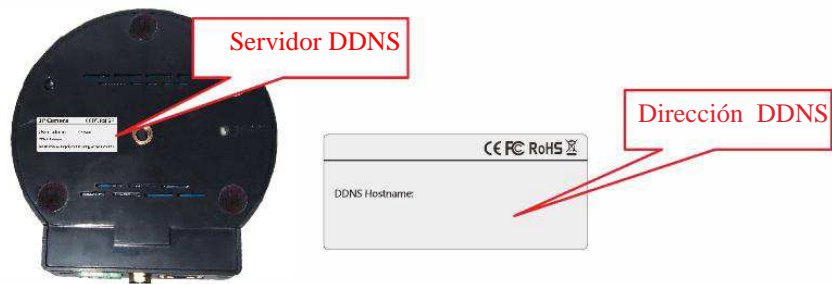 Servidor DDNS
IP Camera
Dirección DDNS
CE FC RoHS
DDNS Hostname: